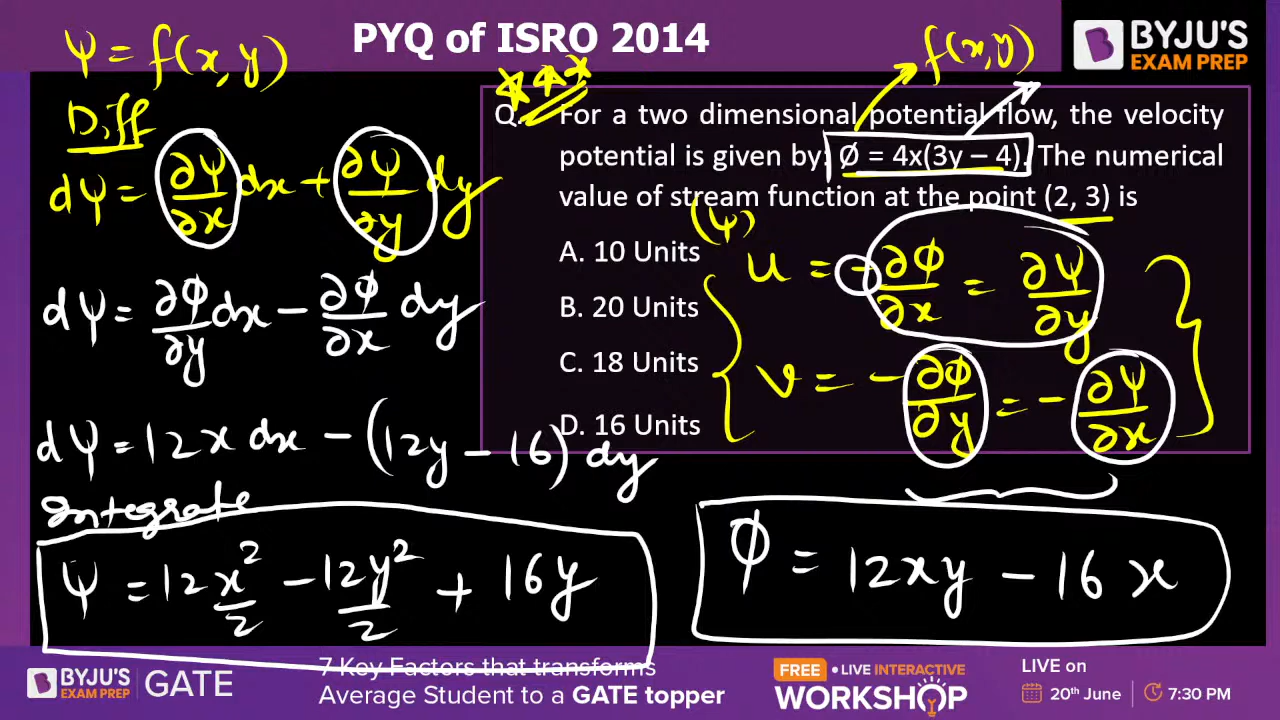 PYQ of ISRO 2014
BYJU'S
EXAM PREP
Ψ = f(x, y)
Diff
dΨ = ∂Ψ/∂x dx + ∂Ψ/∂y dy
dΨ = ∂φ/∂y dx − ∂φ/∂x dy
dΨ = 12x dx − (12y − 16) dy
Integrate
Ψ = 12x²/2 − 12y²/2 + 16y
f(x,y)
Q. For a two dimensional potential flow, the velocity
potential is given by: Ø = 4x(3y – 4). The numerical
value of stream function at the point (2, 3) is
(Ψ)
A. 10 Units
B. 20 Units
C. 18 Units
D. 16 Units
u = −∂φ/∂x = ∂Ψ/∂y
v = −∂φ/∂y = −∂Ψ/∂x
φ = 12xy − 16x
BYJU'S
EXAM PREP
GATE
7 Key Factors that transforms
Average Student to a GATE topper
FREE • LIVE INTERACTIVE
WORKSHOP
LIVE on
20th June
7:30 PM